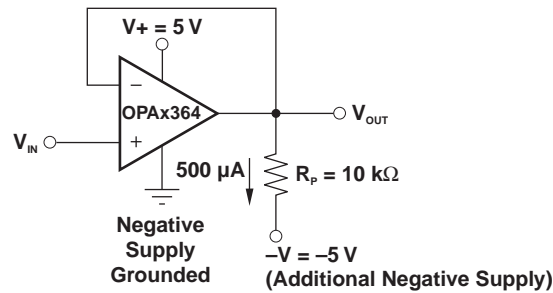 V+ = 5 V
−
OPAx364
+
V_IN
V_OUT
500 µA
R_P = 10 kΩ
Negative
Supply
Grounded
–V = –5 V
(Additional Negative Supply)